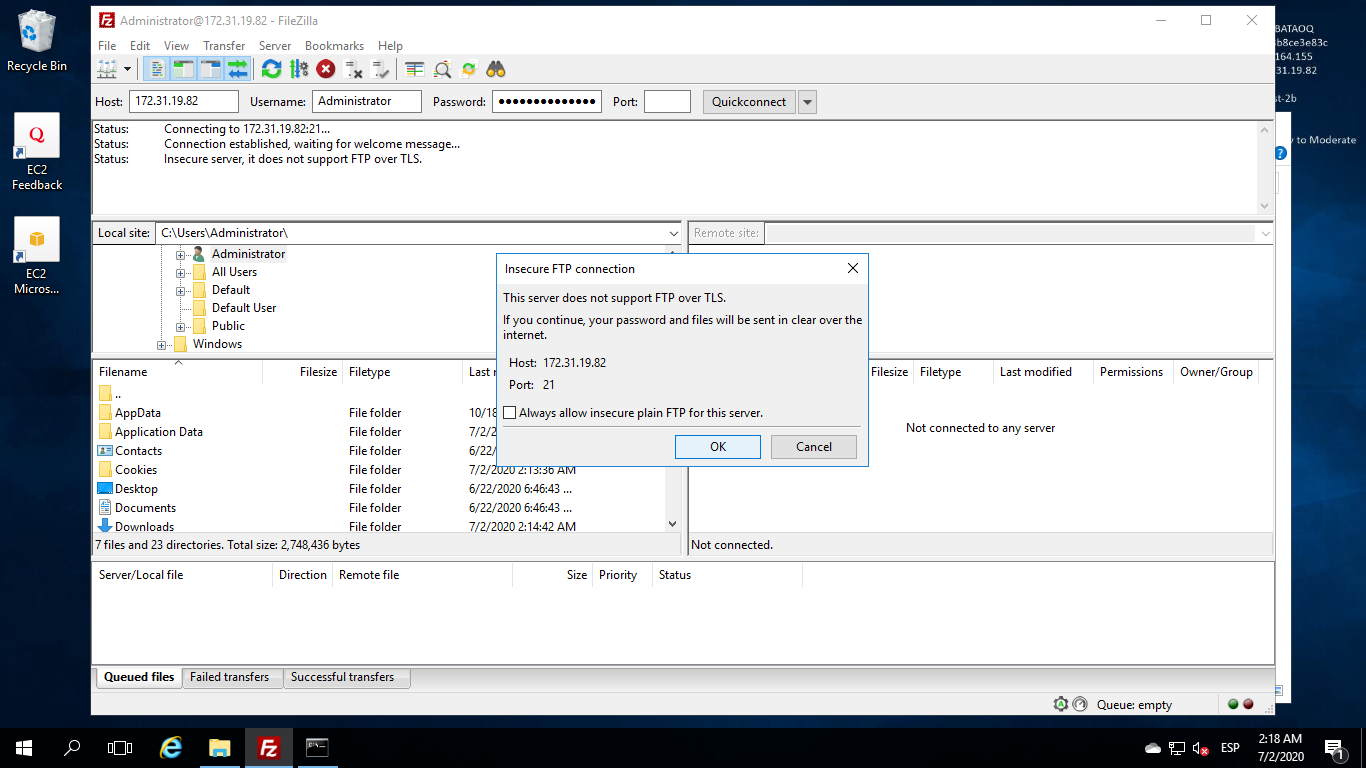 Recycle Bin
EC2
Feedback
EC2
Micros...
Administrator@172.31.19.82 - FileZilla
File Edit View Transfer Server Bookmarks Help
Host: 172.31.19.82 Username: Administrator Password: ●●●●●●●●●●●●●● Port: Quickconnect
Status: Connecting to 172.31.19.82:21...
Status: Connection established, waiting for welcome message...
Status: Insecure server, it does not support FTP over TLS.
Local site: C:\Users\Administrator\
Administrator
All Users
Default
Default User
Public
Windows
Filename Filesize Filetype Last
..
AppData File folder 10/18
Application Data File folder 7/2/2
Contacts File folder 6/22/
Cookies File folder 7/2/2020 2:13:36 AM
Desktop File folder 6/22/2020 6:46:43 ...
Documents File folder 6/22/2020 6:46:43 ...
Downloads File folder 7/2/2020 2:14:42 AM
7 files and 23 directories. Total size: 2,748,436 bytes
Remote site:
Filesize Filetype Last modified Permissions Owner/Group
Not connected to any server
Not connected.
Insecure FTP connection
This server does not support FTP over TLS.
If you continue, your password and files will be sent in clear over the
internet.
Host: 172.31.19.82
Port: 21
Always allow insecure plain FTP for this server.
OK Cancel
Server/Local file Direction Remote file Size Priority Status
Queued files Failed transfers Successful transfers
Queue: empty
BATAOQ
b8ce3e83c
164.155
31.19.82
st-2b
y to Moderate
ESP
2:18 AM
7/2/2020
1